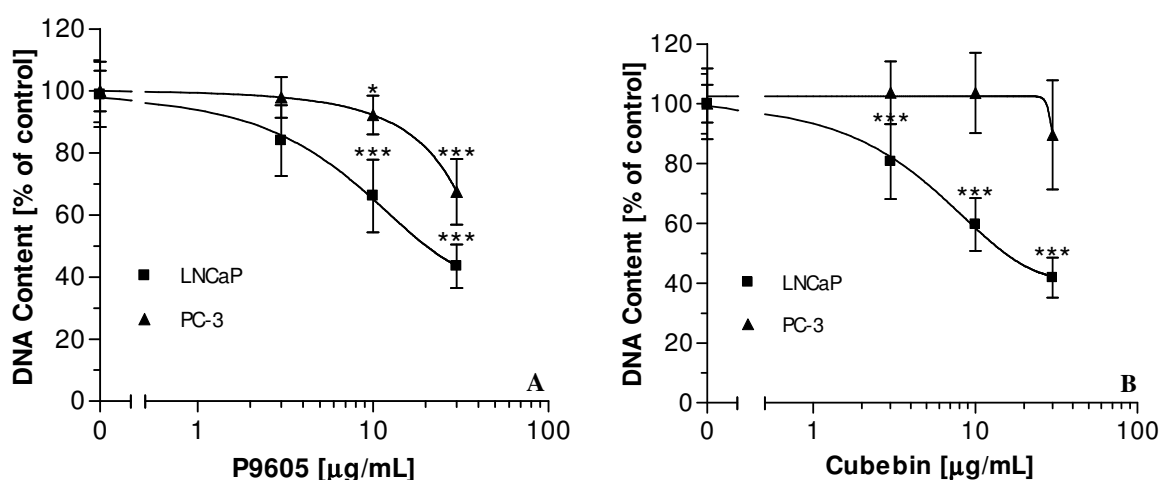 DNA Content [% of control]
120
100
80
60
40
20
0
*
***
***
***
LNCaP
PC-3
A
0
1
10
100
P9605 [µg/mL]
DNA Content [% of control]
120
100
80
60
40
20
0
***
***
***
LNCaP
PC-3
B
0
1
10
100
Cubebin [µg/mL]